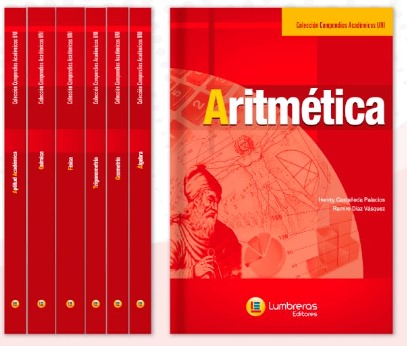 Colección Compendios Académicos UNI
Aptitud Académica
Colección Compendios Académicos UNI
Química
Colección Compendios Académicos UNI
Física
Colección Compendios Académicos UNI
Trigonometría
Colección Compendios Académicos UNI
Geometría
Colección Compendios Académicos UNI
Álgebra
Colección Compendios Académicos UNI
Aritmética
Palacios
Ramiro Díaz Vásquez
Lumbreras
Editores